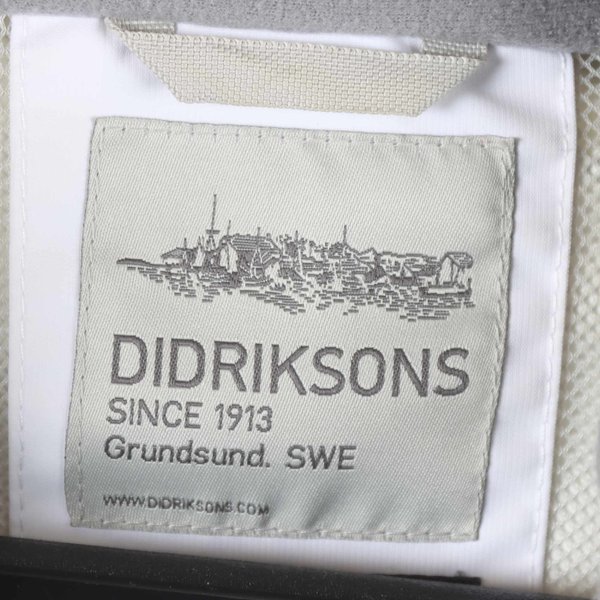 DIDRIKSONS
SINCE 1913
Grundsund. SWE
WWW.DIDRIKSONS.COM